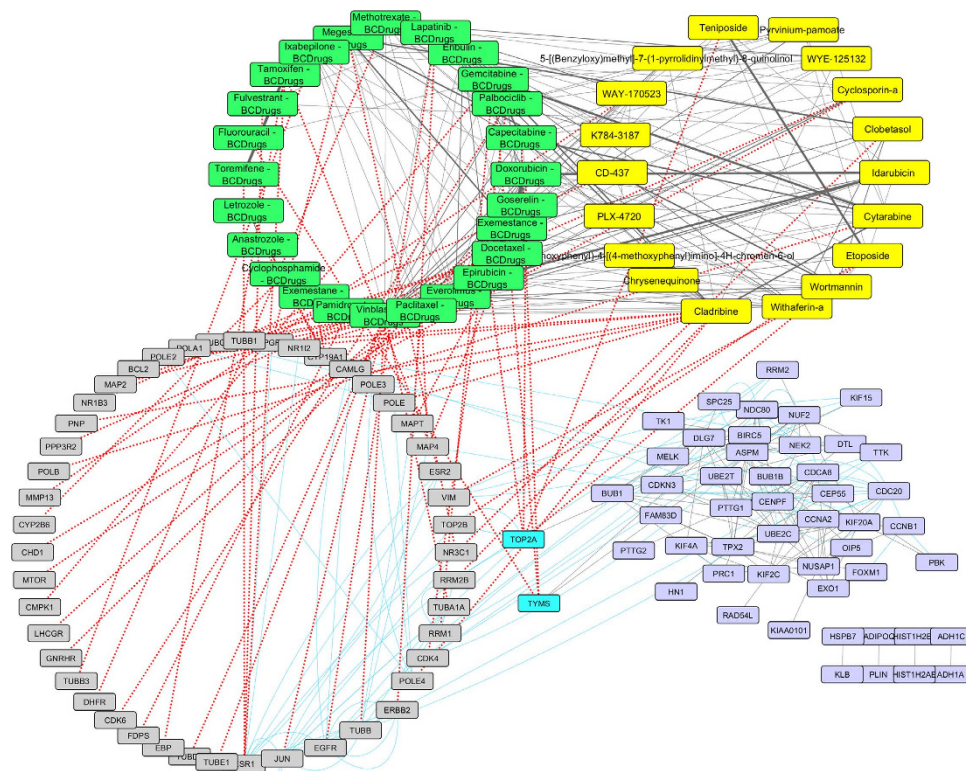 Methotrexate -
BCDrugs
Lapatinib -
BCDrugs
Ixabepilone -
BCDrugs
Eribulin -
BCDrugs
Tamoxifen -
BCDrugs
Gemcitabine -
BCDrugs
Fulvestrant -
BCDrugs
Palbociclib -
BCDrugs
Fluorouracil -
BCDrugs
Capecitabine -
BCDrugs
Toremifene -
BCDrugs
Doxorubicin -
BCDrugs
Letrozole -
BCDrugs
Goserelin -
BCDrugs
Exemestance -
BCDrugs
Anastrozole -
BCDrugs
Docetaxel -
BCDrugs
Cyclophosphamide
- BCDrugs
Epirubicin -
BCDrugs
Exemestane -
BCDrugs
Everolimus -
BCDrugs
Paclitaxel -
BCDrugs
Teniposide
Pyrvinium-pamoate
5-[(Benzyloxy)methyl]-7-(1-pyrrolidinylmethyl)-8-quinolinol
WYE-125132
WAY-170523
Cyclosporin-a
K784-3187
Clobetasol
CD-437
Idarubicin
PLX-4720
Cytarabine
Etoposide
Chrysenequinone
Wortmannin
Cladribine
Withaferin-a
TUBB1
NR1I2
CYP19A1
POLA1
POLE2
CAMLG
BCL2
POLE3
MAP2
POLE
NR1B3
MAPT
PNP
MAP4
PPP3R2
ESR2
POLB
VIM
MMP13
TOP2B
CYP2B6
NR3C1
CHD1
RRM2B
MTOR
TUBA1A
CMPK1
RRM1
LHCGR
CDK4
GNRHR
POLE4
TUBB3
ERBB2
DHFR
TUBB
CDK6
EGFR
FDPS
JUN
EBP
TUBE1
TOP2A
TYMS
RRM2
KIF15
SPC25
NDC80
NUF2
TK1
DLG7
BIRC5
NEK2
DTL
TTK
MELK
ASPM
CDCA8
UBE2T
BUB1B
CDKN3
CENPF
CEP55
CDC20
BUB1
PTTG1
FAM83D
CCNA2
KIF20A
CCNB1
UBE2C
PTTG2
KIF4A
TPX2
OIP5
PBK
PRC1
KIF2C
NUSAP1
FOXM1
HN1
EXO1
RAD54L
KIAA0101
HSPB7
ADIPOQ
ADH1C
KLB
PLIN
HIST1H2AE
ADH1A